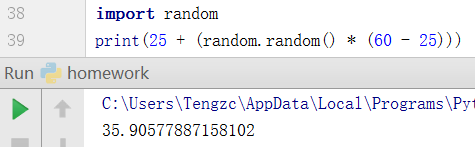 38 import random
39 print(25 + (random.random() * (60 - 25)))
Run homework
C:\Users\Tengzc\AppData\Local\Programs\Pyt
35.90577887158102